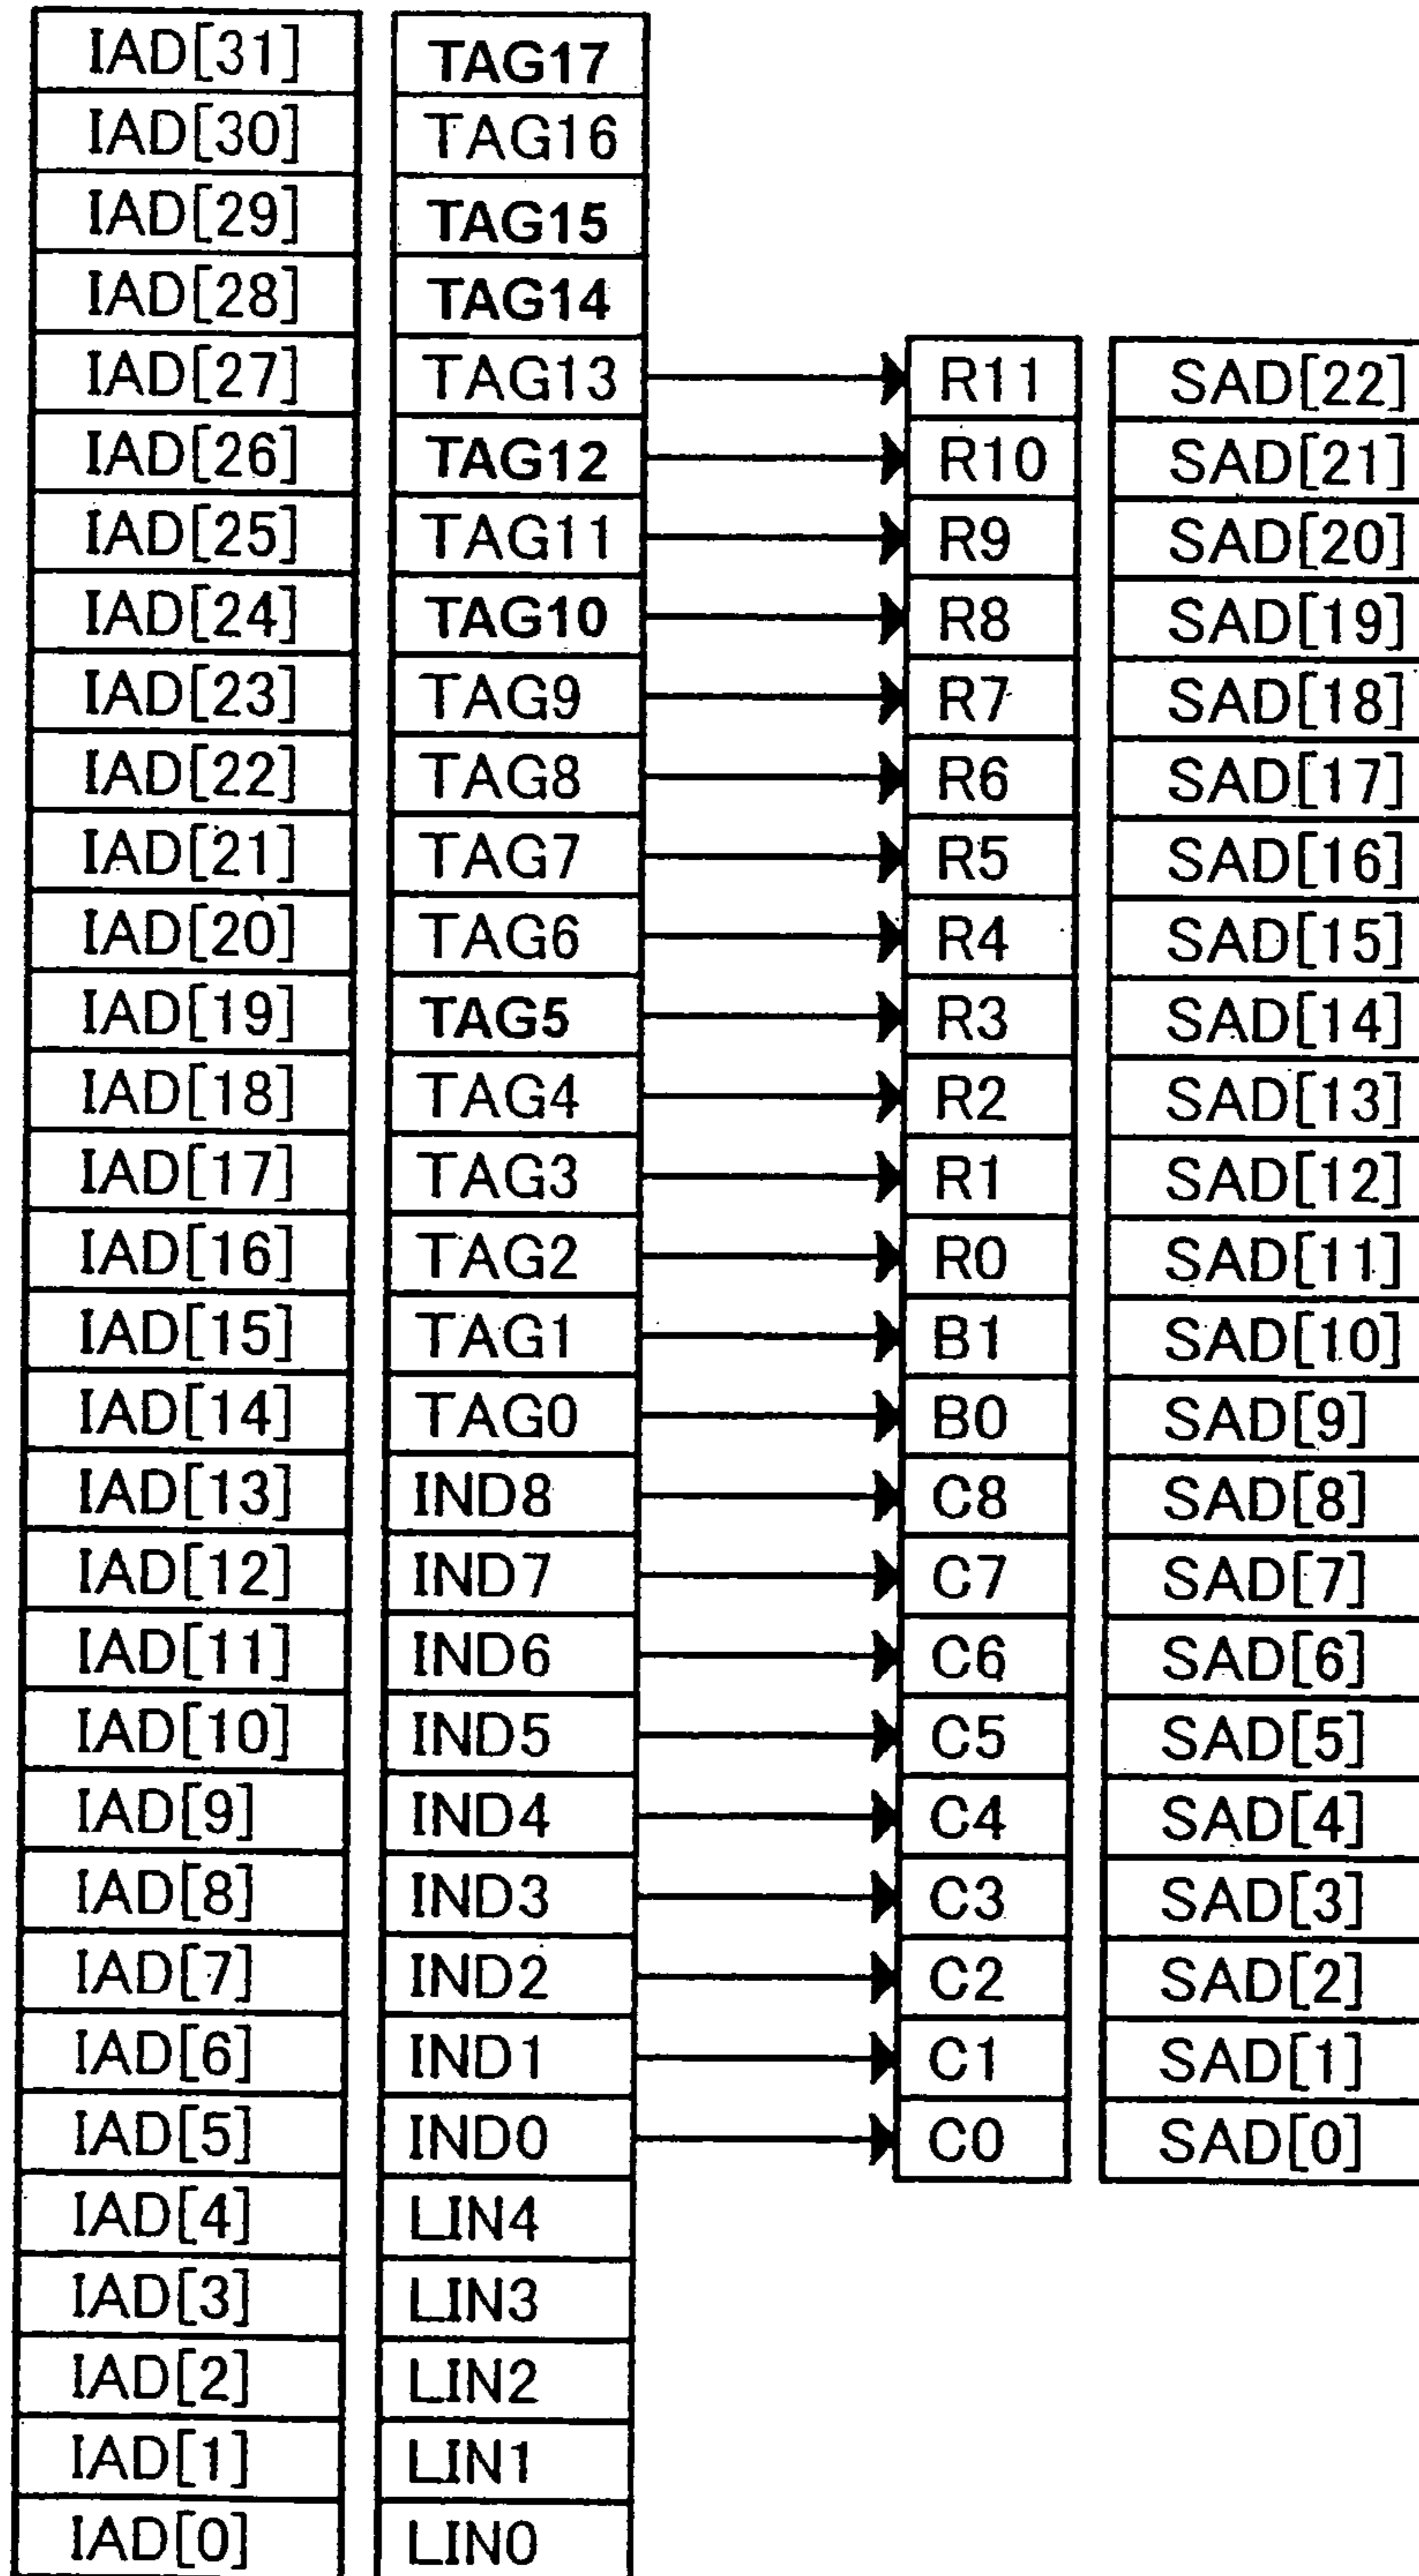 IAD[31] TAG17
IAD[30] TAG16
IAD[29] TAG15
IAD[28] TAG14
IAD[27] TAG13 R11 SAD[22]
IAD[26] TAG12 R10 SAD[21]
IAD[25] TAG11 R9 SAD[20]
IAD[24] TAG10 R8 SAD[19]
IAD[23] TAG9 R7 SAD[18]
IAD[22] TAG8 R6 SAD[17]
IAD[21] TAG7 R5 SAD[16]
IAD[20] TAG6 R4 SAD[15]
IAD[19] TAG5 R3 SAD[14]
IAD[18] TAG4 R2 SAD[13]
IAD[17] TAG3 R1 SAD[12]
IAD[16] TAG2 R0 SAD[11]
IAD[15] TAG1 B1 SAD[10]
IAD[14] TAG0 B0 SAD[9]
IAD[13] IND8 C8 SAD[8]
IAD[12] IND7 C7 SAD[7]
IAD[11] IND6 C6 SAD[6]
IAD[10] IND5 C5 SAD[5]
IAD[9] IND4 C4 SAD[4]
IAD[8] IND3 C3 SAD[3]
IAD[7] IND2 C2 SAD[2]
IAD[6] IND1 C1 SAD[1]
IAD[5] IND0 C0 SAD[0]
IAD[4] LIN4
IAD[3] LIN3
IAD[2] LIN2
IAD[1] LIN1
IAD[0] LIN0